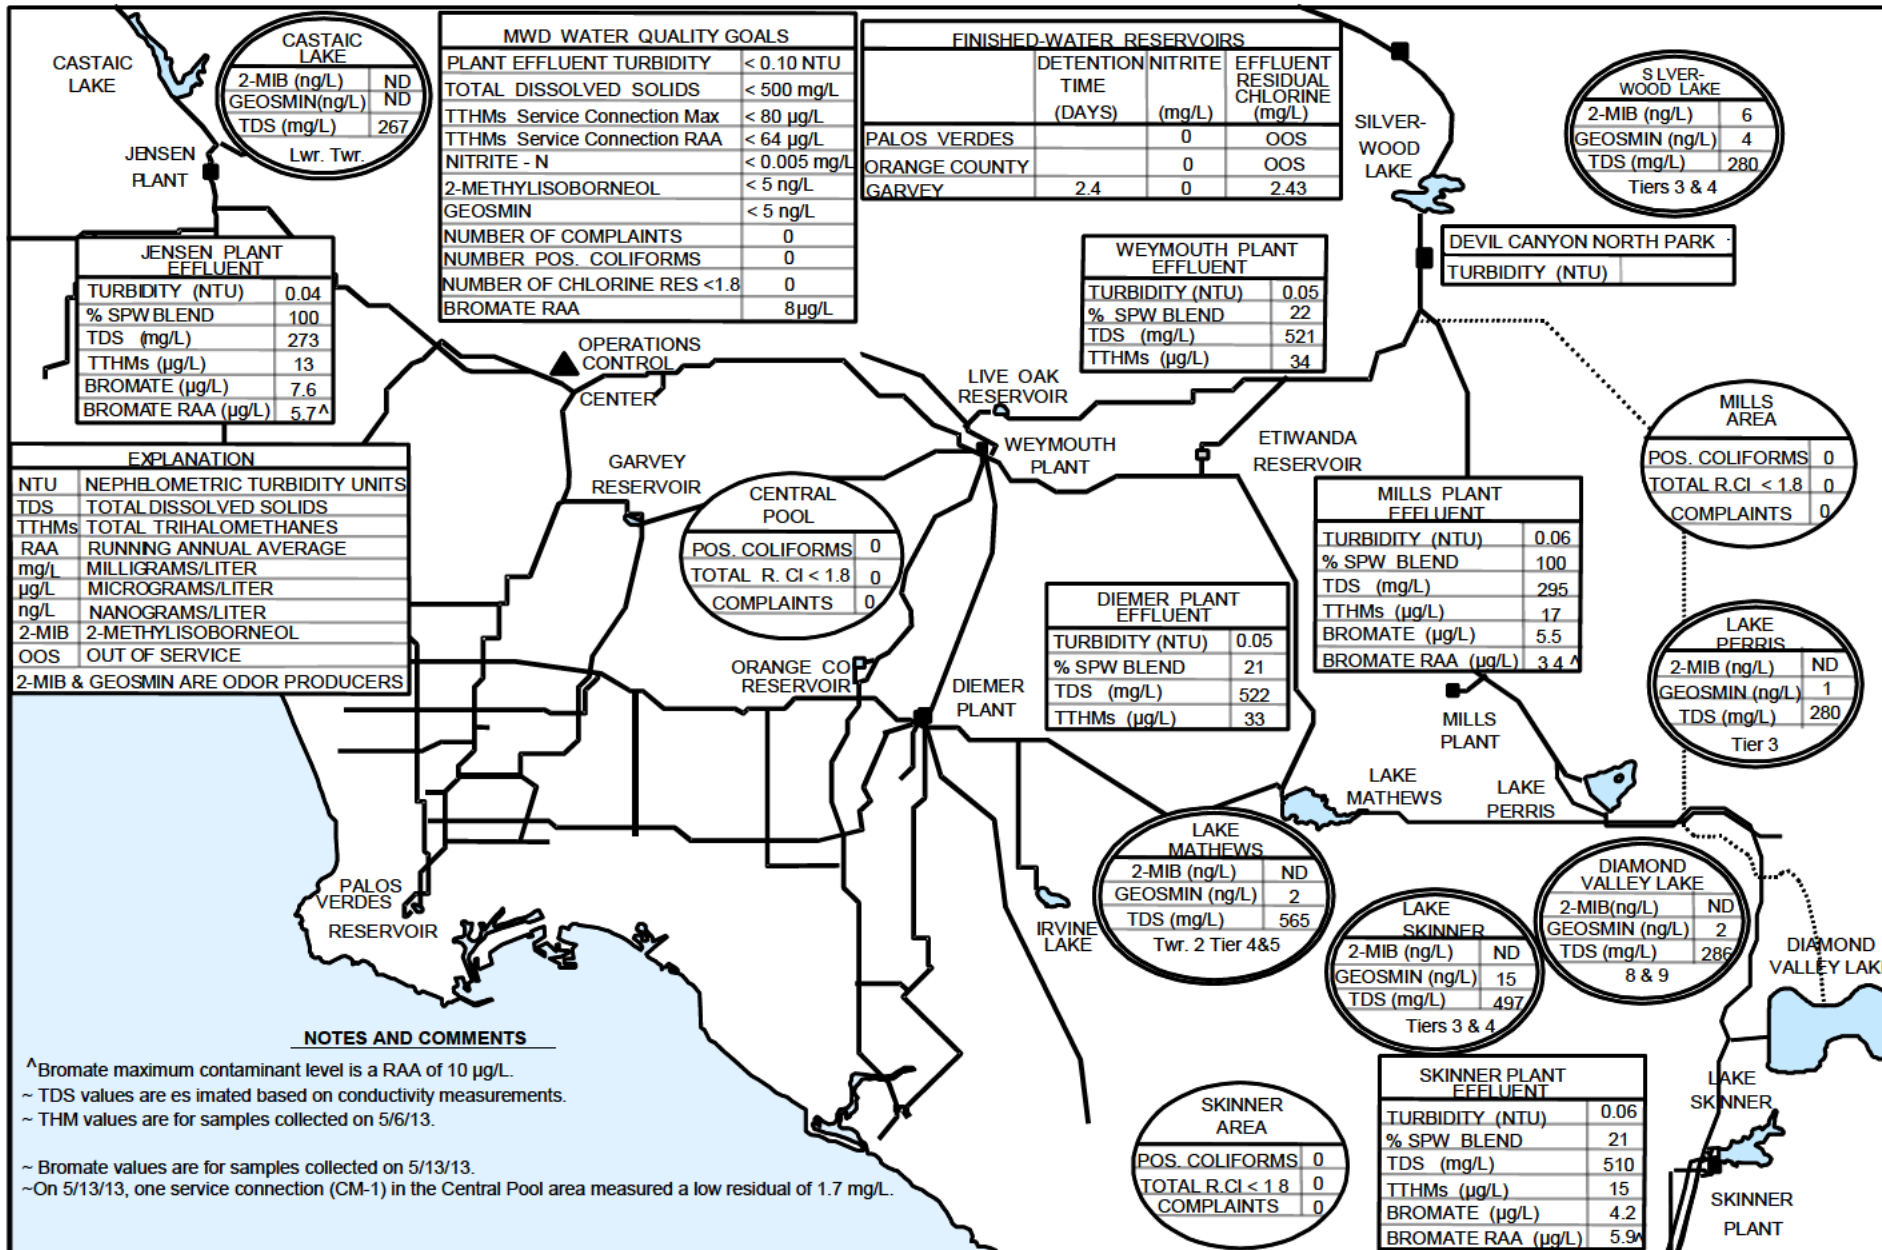 CASTAIC
LAKE
CASTAIC
LAKE
2-MIB (ng/L) ND
GEOSMIN(ng/L) ND
TDS (mg/L) 267
Lwr. Twr.
JENSEN
PLANT
MWD WATER QUALITY GOALS
PLANT EFFLUENT TURBIDITY < 0.10 NTU
TOTAL DISSOLVED SOLIDS < 500 mg/L
TTHMs Service Connection Max < 80 µg/L
TTHMs Service Connection RAA < 64 µg/L
NITRITE - N < 0.005 mg/L
2-METHYLISOBORNEOL < 5 ng/L
GEOSMIN < 5 ng/L
NUMBER OF COMPLAINTS 0
NUMBER POS. COLIFORMS 0
NUMBER OF CHLORINE RES <1.8 0
BROMATE RAA 8µg/L
FINISHED-WATER RESERVOIRS
DETENTION NITRITE EFFLUENT
TIME RESIDUAL
CHLORINE
(DAYS) (mg/L) (mg/L)
PALOS VERDES 0 OOS
ORANGE COUNTY 0 OOS
GARVEY 2.4 0 2.43
SILVER-
WOOD
LAKE
S LVER-
WOOD LAKE
2-MIB (ng/L) 6
GEOSMIN (ng/L) 4
TDS (mg/L) 280
Tiers 3 & 4
DEVIL CANYON NORTH PARK
TURBIDITY (NTU)
JENSEN PLANT
EFFLUENT
TURBIDITY (NTU) 0.04
% SPW BLEND 100
TDS (mg/L) 273
TTHMs (µg/L) 13
BROMATE (µg/L) 7.6
BROMATE RAA (µg/L) 5.7^
WEYMOUTH PLANT
EFFLUENT
TURBIDITY (NTU) 0.05
% SPW BLEND 22
TDS (mg/L) 521
TTHMs (µg/L) 34
OPERATIONS
CONTROL
CENTER
LIVE OAK
RESERVOIR
WEYMOUTH
PLANT
ETIWANDA
RESERVOIR
GARVEY
RESERVOIR
MILLS
AREA
POS. COLIFORMS 0
TOTAL R.Cl < 1.8 0
COMPLAINTS 0
EXPLANATION
NTU NEPHELOMETRIC TURBIDITY UNITS
TDS TOTAL DISSOLVED SOLIDS
TTHMs TOTAL TRIHALOMETHANES
RAA RUNNING ANNUAL AVERAGE
mg/L MILLIGRAMS/LITER
µg/L MICROGRAMS/LITER
ng/L NANOGRAMS/LITER
2-MIB 2-METHYLISOBORNEOL
OOS OUT OF SERVICE
2-MIB & GEOSMIN ARE ODOR PRODUCERS
CENTRAL
POOL
POS. COLIFORMS 0
TOTAL R. Cl < 1.8 0
COMPLAINTS 0
MILLS PLANT
EFFLUENT
TURBIDITY (NTU) 0.06
% SPW BLEND 100
TDS (mg/L) 295
TTHMs (µg/L) 17
BROMATE (µg/L) 5.5
BROMATE RAA (µg/L) 3 4 ^
DIEMER PLANT
EFFLUENT
TURBIDITY (NTU) 0.05
% SPW BLEND 21
TDS (mg/L) 522
TTHMs (µg/L) 33
LAKE
PERRIS
2-MIB (ng/L) ND
GEOSMIN (ng/L) 1
TDS (mg/L) 280
Tier 3
ORANGE CO
RESERVOIR
DIEMER
PLANT
MILLS
PLANT
LAKE
MATHEWS
LAKE
PERRIS
LAKE
MATHEWS
2-MIB (ng/L) ND
GEOSMIN (ng/L) 2
TDS (mg/L) 565
Twr. 2 Tier 4&5
DIAMOND
VALLEY LAKE
2-MIB(ng/L) ND
GEOSMIN (ng/L) 2
TDS (mg/L) 286
8 & 9
PALOS
VERDES
RESERVOIR
IRVINE
LAKE
LAKE
SKINNER
2-MIB (ng/L) ND
GEOSMIN (ng/L) 15
TDS (mg/L) 497
Tiers 3 & 4
DIAMOND
VALLEY LAKE
NOTES AND COMMENTS
^Bromate maximum contaminant level is a RAA of 10 µg/L.
~ TDS values are es imated based on conductivity measurements.
~ THM values are for samples collected on 5/6/13.
~ Bromate values are for samples collected on 5/13/13.
~On 5/13/13, one service connection (CM-1) in the Central Pool area measured a low residual of 1.7 mg/L.
SKINNER
AREA
POS. COLIFORMS 0
TOTAL R.Cl < 1 8 0
COMPLAINTS 0
SKINNER PLANT
EFFLUENT
TURBIDITY (NTU) 0.06
% SPW BLEND 21
TDS (mg/L) 510
TTHMs (µg/L) 15
BROMATE (µg/L) 4.2
BROMATE RAA (µg/L) 5.9^
LAKE
SKINNER
SKINNER
PLANT